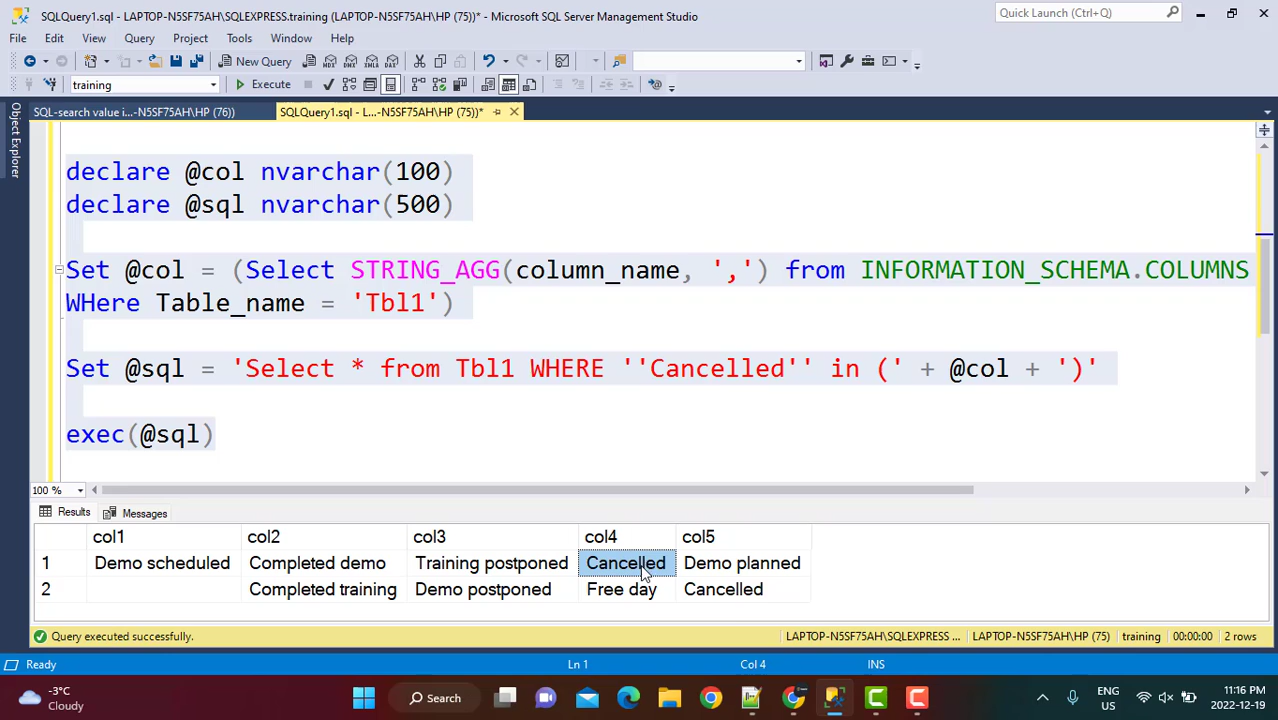 SQLQuery1.sql - LAPTOP-N5SF75AH\SQLEXPRESS.training (LAPTOP-N5SF75AH\HP (75))* - Microsoft SQL Server Management Studio
Quick Launch (Ctrl+Q)
File Edit View Query Project Tools Window Help
New Query MDX DMX XMLA DAX
training Execute
SQL-search value i...-N5SF75AH\HP (76)) SQLQuery1.sql - L...-N5SF75AH\HP (75))*
Object Explorer
declare @col nvarchar(100)
declare @sql nvarchar(500)
Set @col = (Select STRING_AGG(column_name, ',') from INFORMATION_SCHEMA.COLUMNS
WHere Table_name = 'Tbl1')
Set @sql = 'Select * from Tbl1 WHERE ''Cancelled'' in (' + @col + ')'
exec(@sql)
100 %
Results Messages
col1 col2 col3 col4 col5
1 Demo scheduled Completed demo Training postponed Cancelled Demo planned
2 Completed training Demo postponed Free day Cancelled
Query executed successfully. LAPTOP-N5SF75AH\SQLEXPRESS ... LAPTOP-N5SF75AH\HP (75) training 00:00:00 2 rows
Ready Ln 1 Col 4 INS
-3°C
Cloudy
Search
ENG
US
11:16 PM
2022-12-19